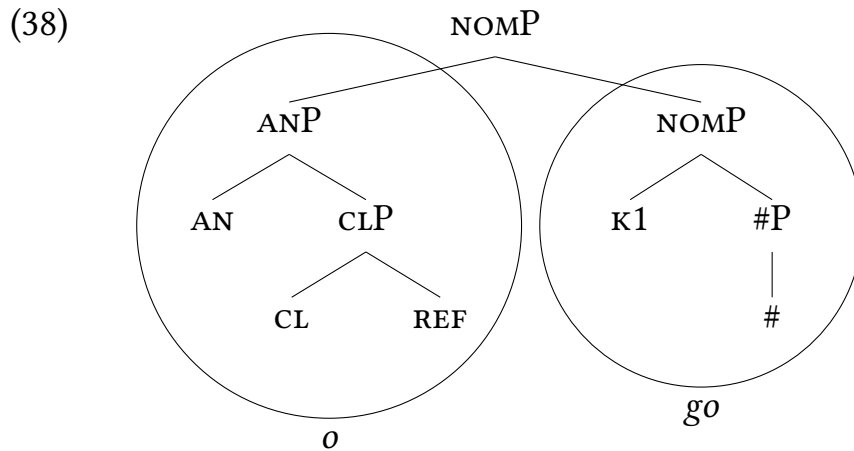 (38) NOMP
ANP NOMP
AN CLP K1 #P
CL REF #
o go